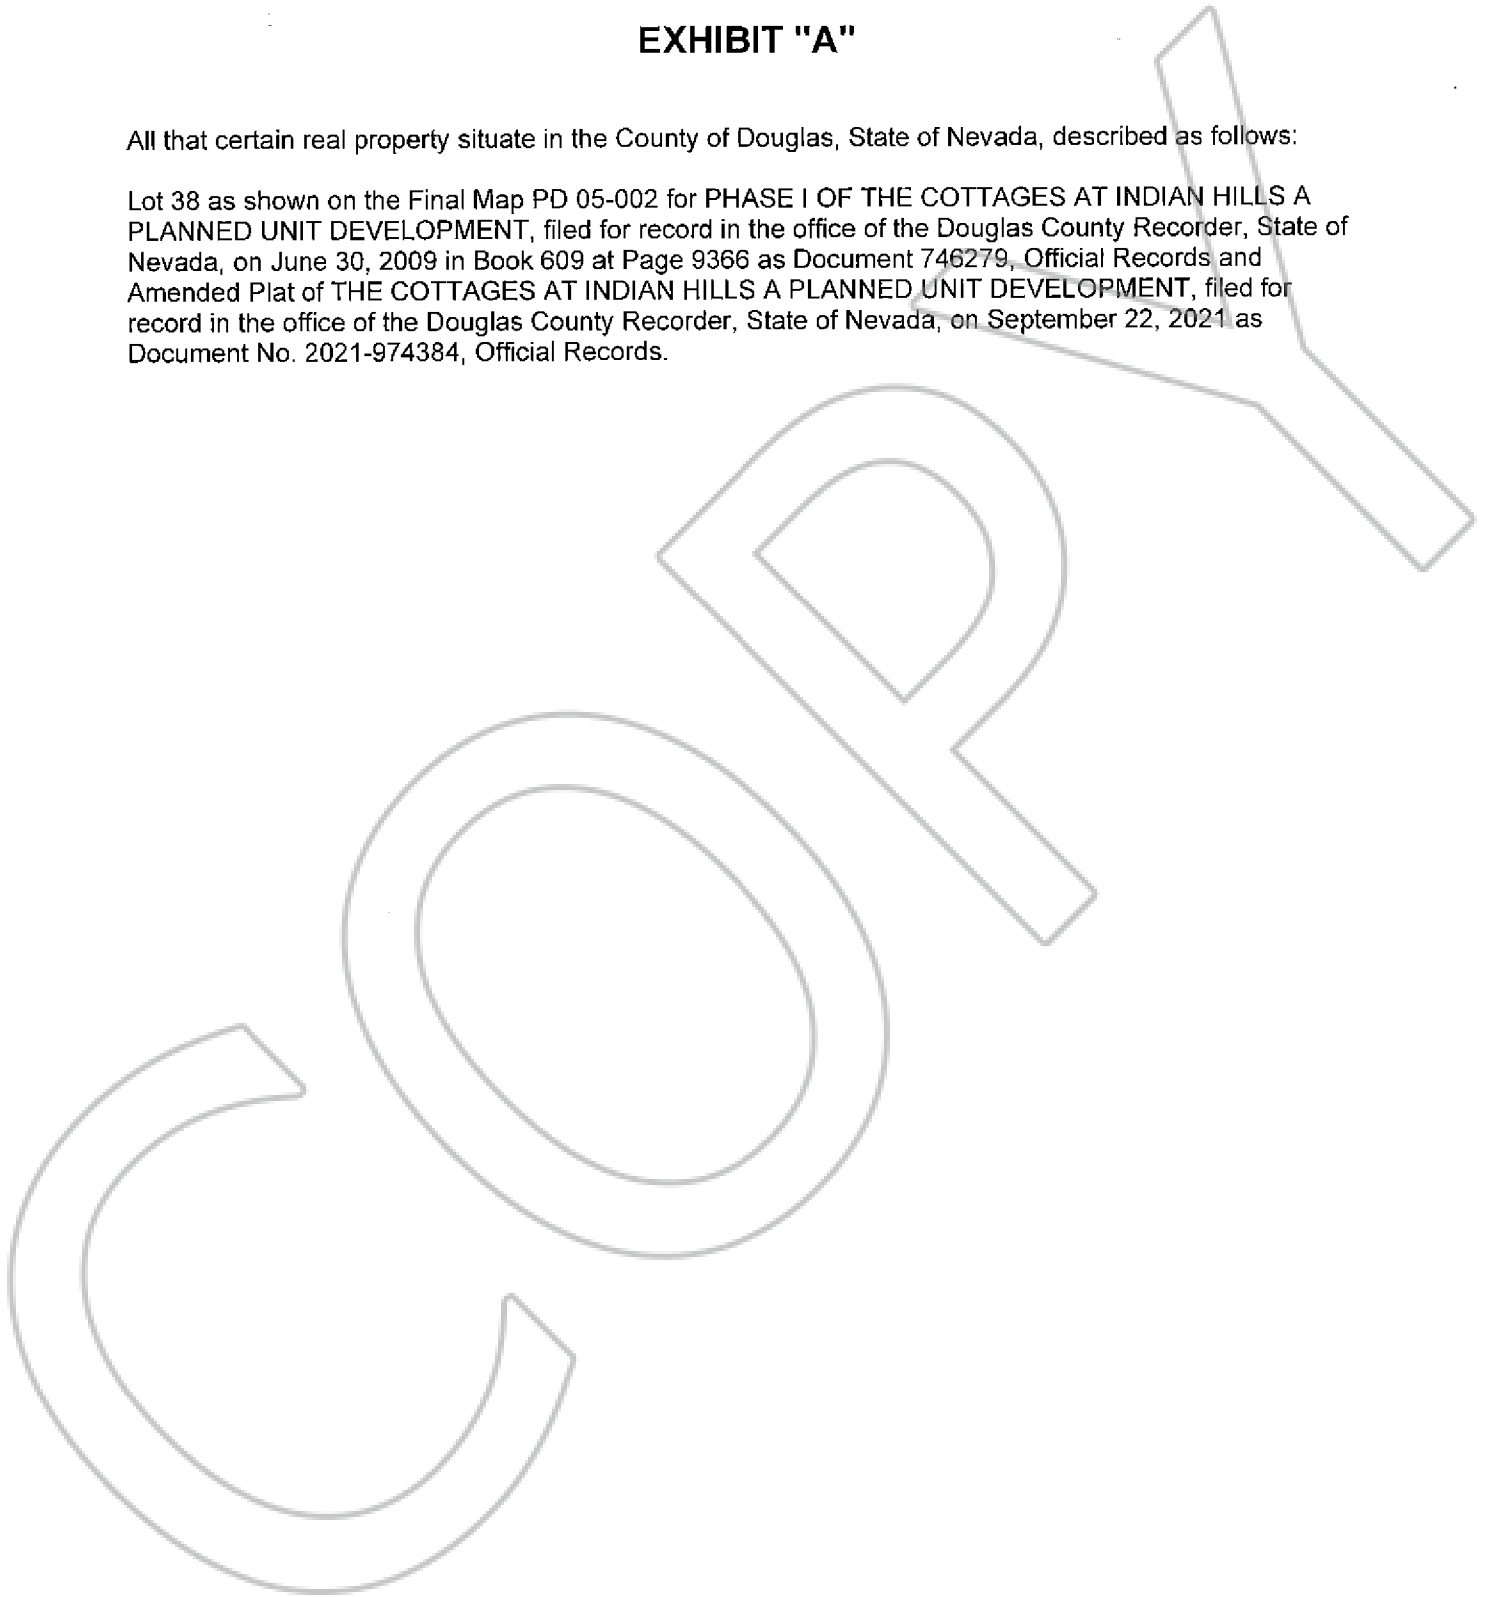 EXHIBIT "A"
All that certain real property situate in the County of Douglas, State of Nevada, described as follows:
Lot 38 as shown on the Final Map PD 05-002 for PHASE I OF THE COTTAGES AT INDIAN HILLS A
PLANNED UNIT DEVELOPMENT, filed for record in the office of the Douglas County Recorder, State of
Nevada, on June 30, 2009 in Book 609 at Page 9366 as Document 746279, Official Records and
Amended Plat of THE COTTAGES AT INDIAN HILLS A PLANNED UNIT DEVELOPMENT, filed for
record in the office of the Douglas County Recorder, State of Nevada, on September 22, 2021 as
Document No. 2021-974384, Official Records.
COPY